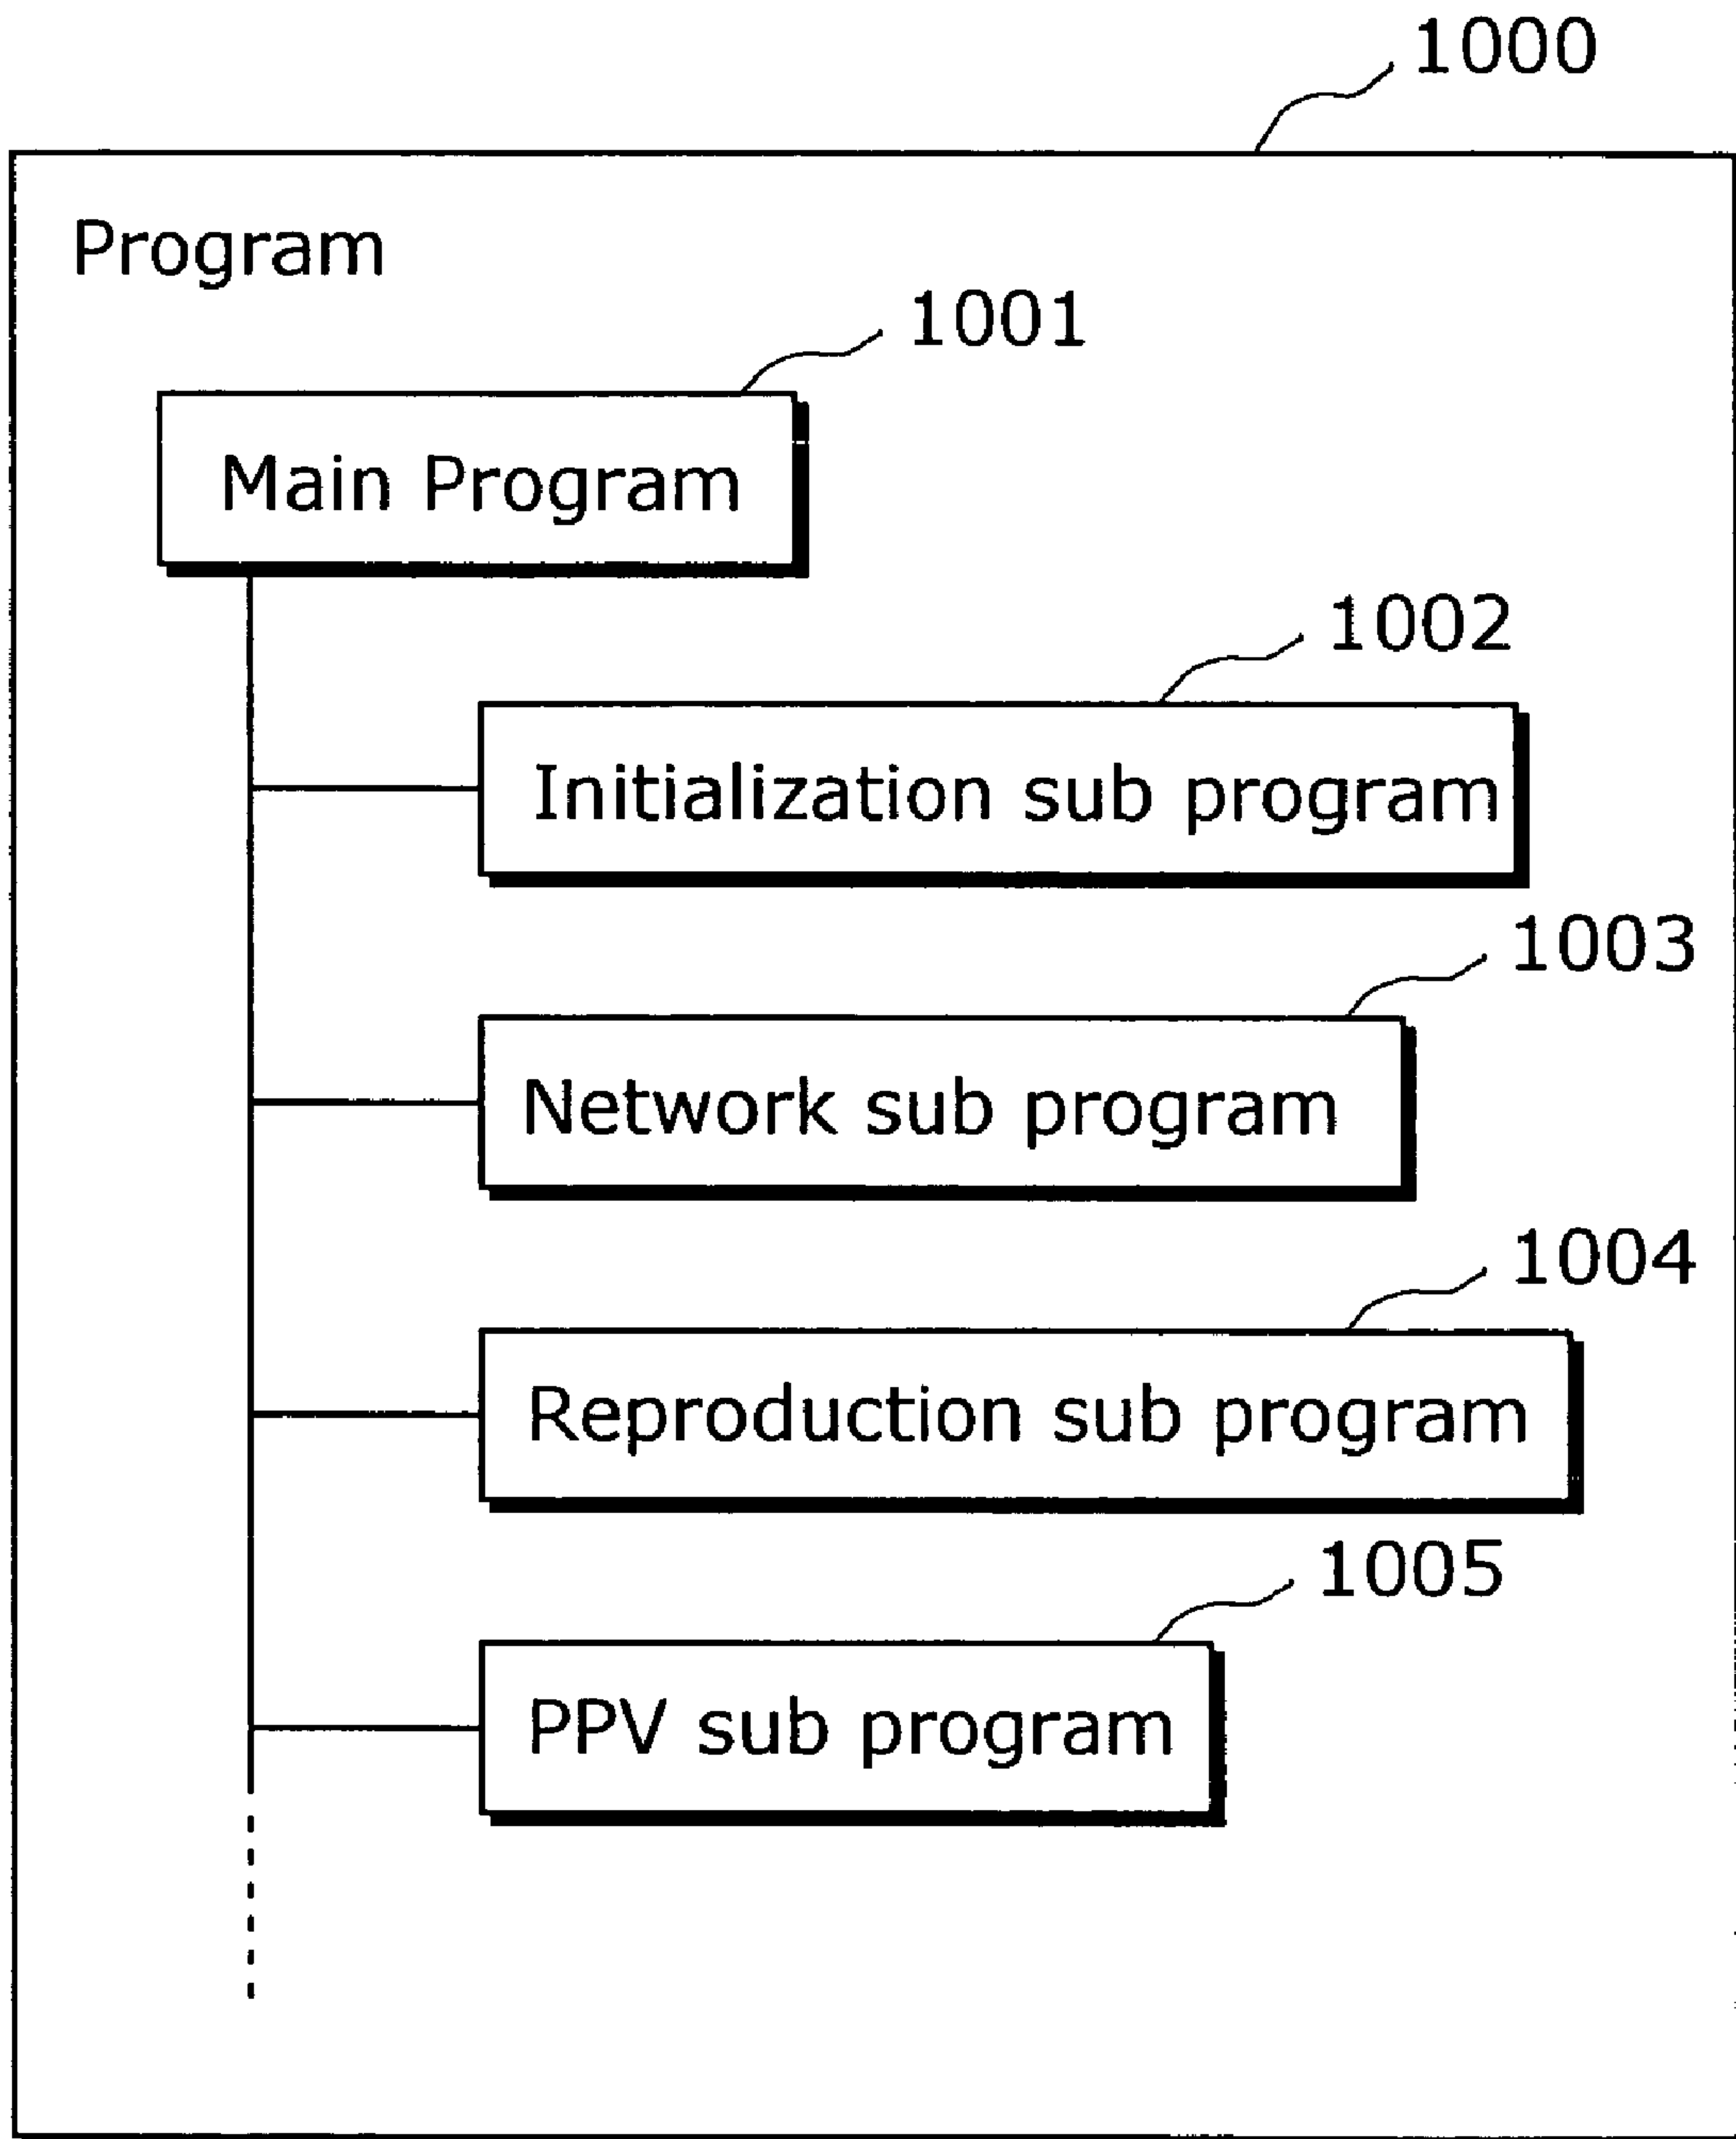 1000
Program
1001
Main Program
1002
Initialization sub program
1003
Network sub program
1004
Reproduction sub program
1005
PPV sub program